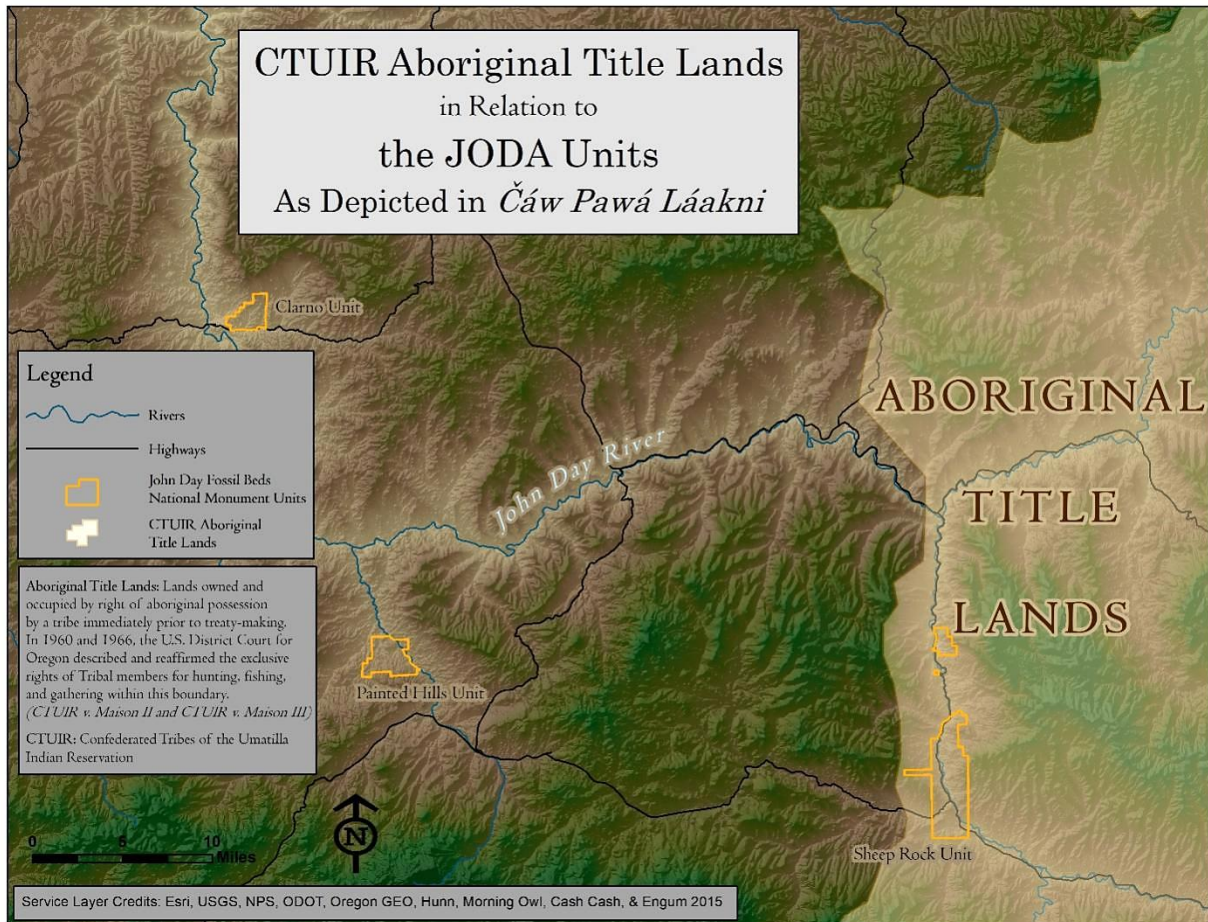 CTUIR Aboriginal Title Lands
in Relation to
the JODA Units
As Depicted in Čáw Pawá Láakni
Clarno Unit
Legend
Rivers
Highways
John Day Fossil Beds
National Monument Units
CTUIR Aboriginal
Title Lands
Aboriginal Title Lands: Lands owned and
occupied by right of aboriginal possession
by a tribe immediately prior to treaty-making.
In 1960 and 1966, the U.S. District Court for
Oregon described and reaffirmed the exclusive
rights of Tribal members for hunting, fishing,
and gathering within this boundary.
(CTUIR v. Maison II and CTUIR v. Maison III)
CTUIR: Confederated Tribes of the Umatilla
Indian Reservation
John Day River
ABORIGINAL
TITLE
LANDS
Painted Hills Unit
Sheep Rock Unit
0 5 10
Miles
N
Service Layer Credits: Esri, USGS, NPS, ODOT, Oregon GEO, Hunn, Morning Owl, Cash Cash, & Engum 2015